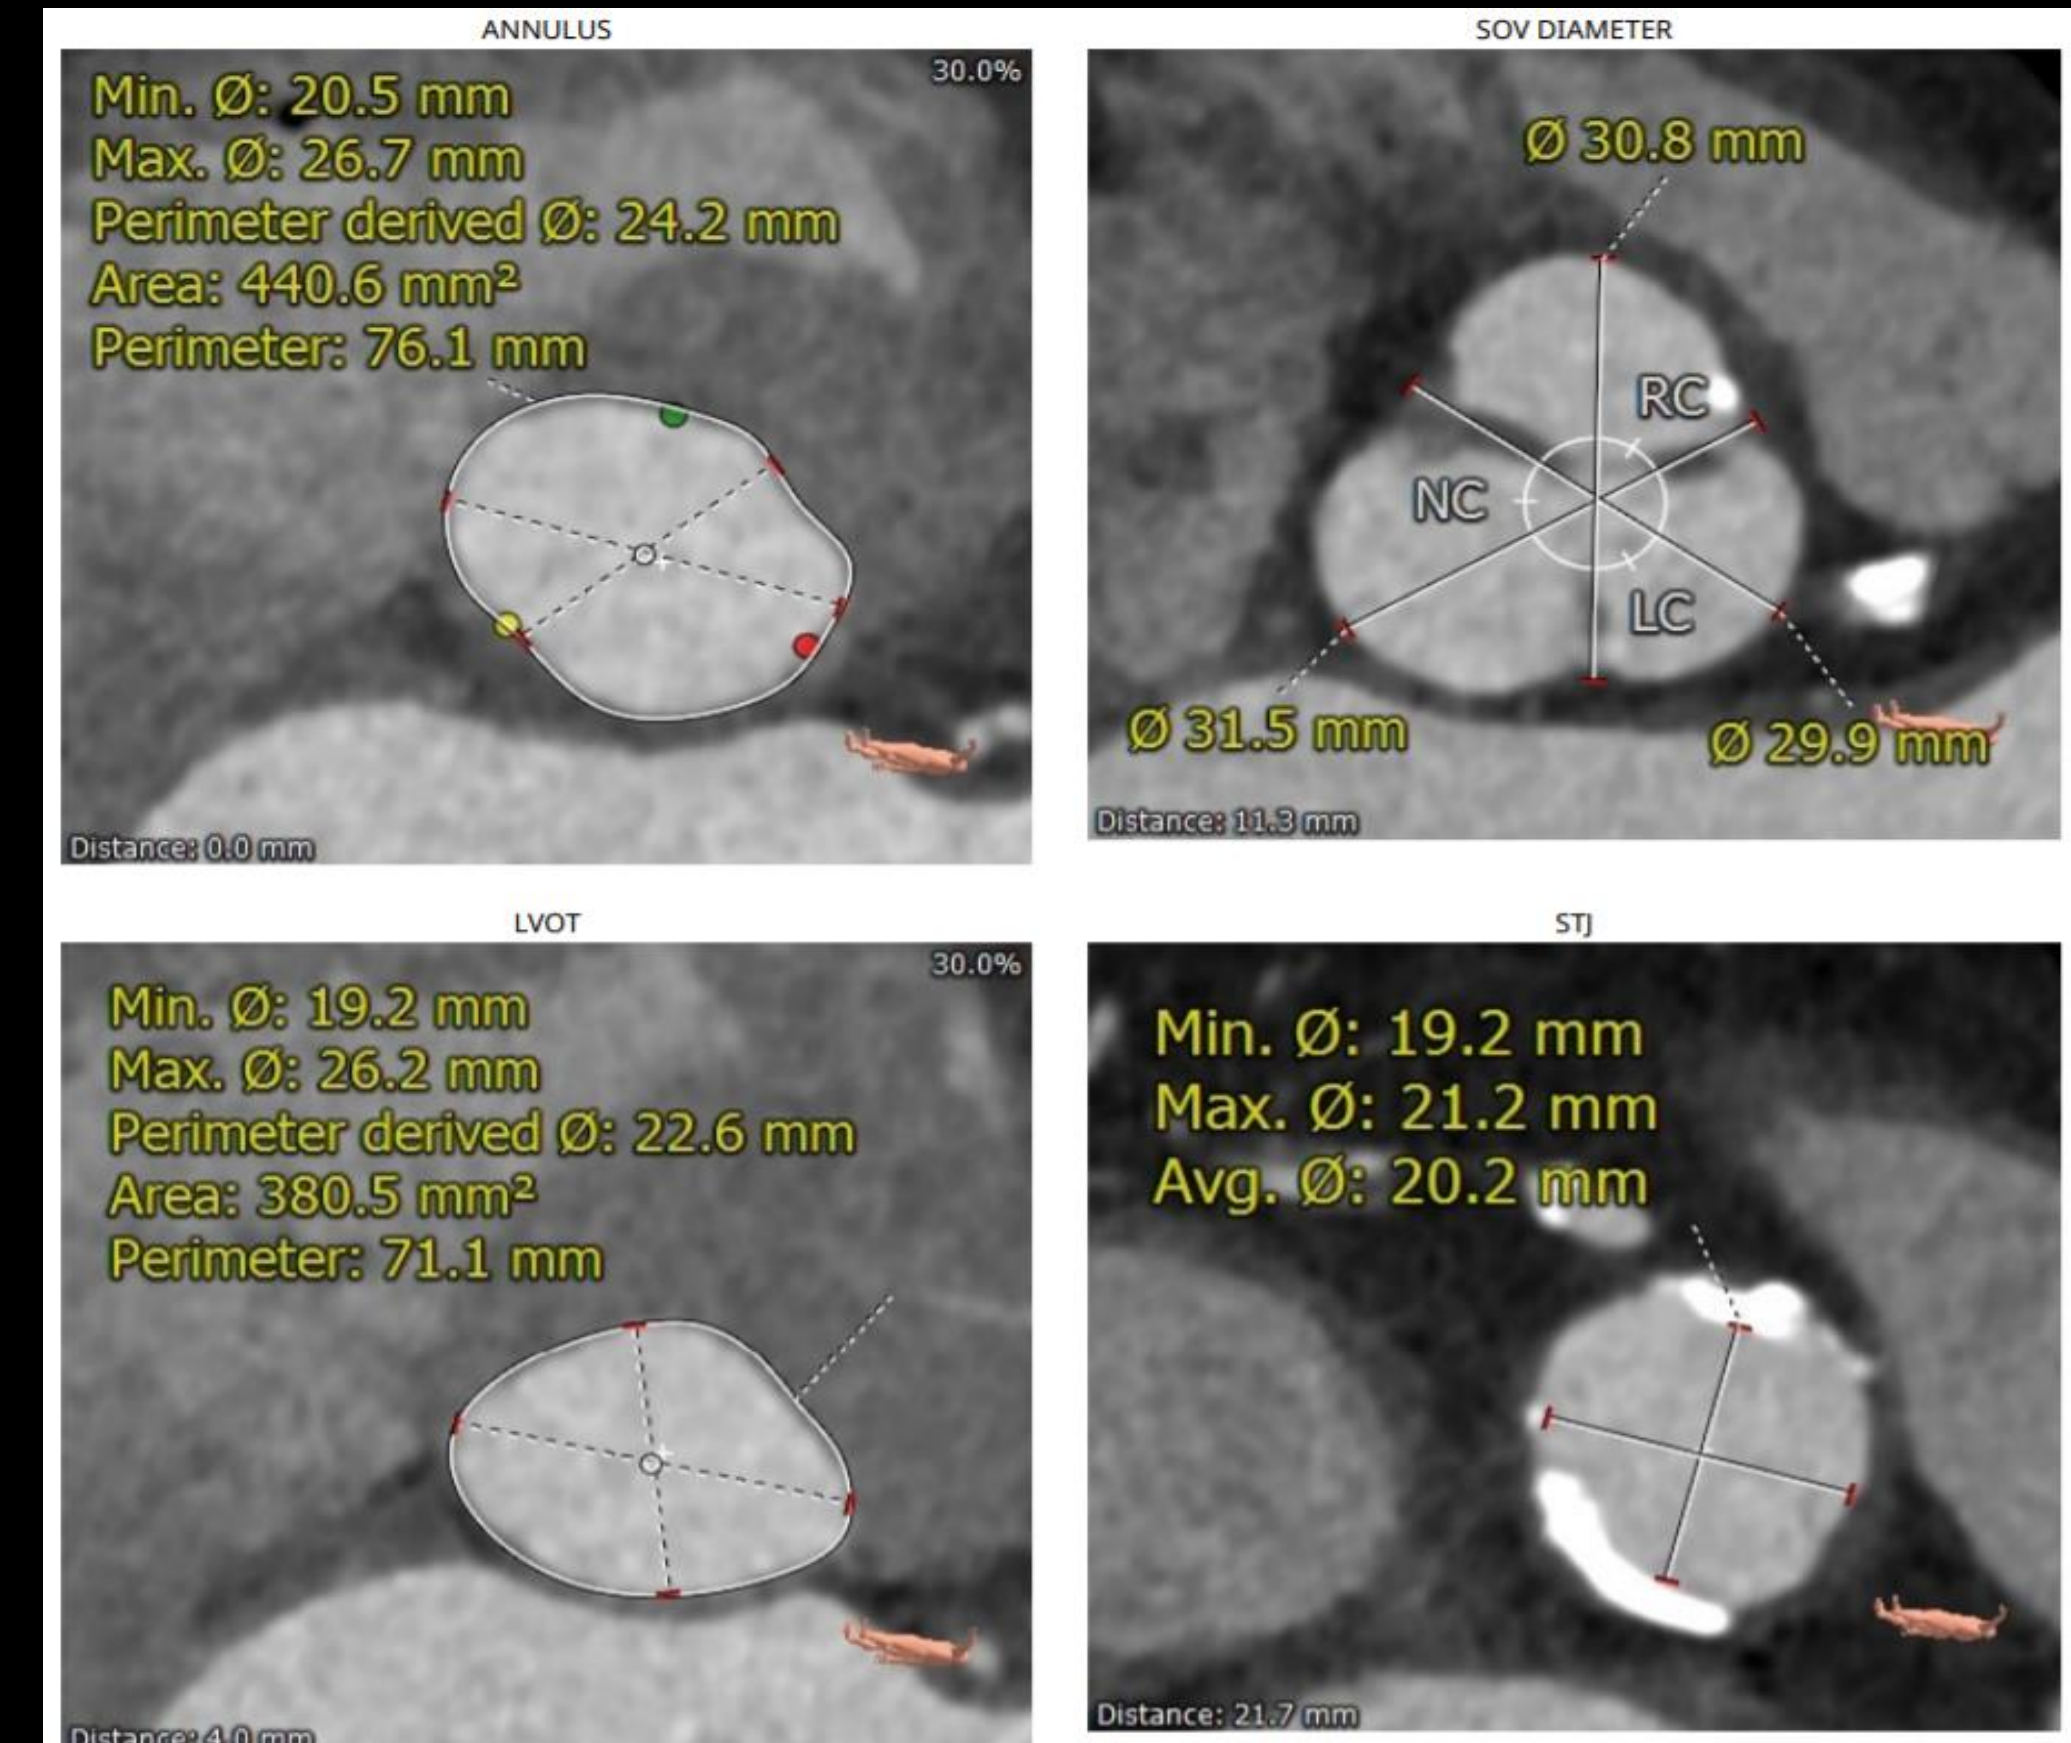 ANNULUS
30.0%
Min. Ø: 20.5 mm
Max. Ø: 26.7 mm
Perimeter derived Ø: 24.2 mm
Area: 440.6 mm²
Perimeter: 76.1 mm
Distance: 0.0 mm
SOV DIAMETER
Ø 30.8 mm
RC
NC
LC
Ø 31.5 mm
Ø 29.9 mm
Distance: 11.3 mm
LVOT
30.0%
Min. Ø: 19.2 mm
Max. Ø: 26.2 mm
Perimeter derived Ø: 22.6 mm
Area: 380.5 mm²
Perimeter: 71.1 mm
Distance: 4.0 mm
STJ
Min. Ø: 19.2 mm
Max. Ø: 21.2 mm
Avg. Ø: 20.2 mm
Distance: 21.7 mm